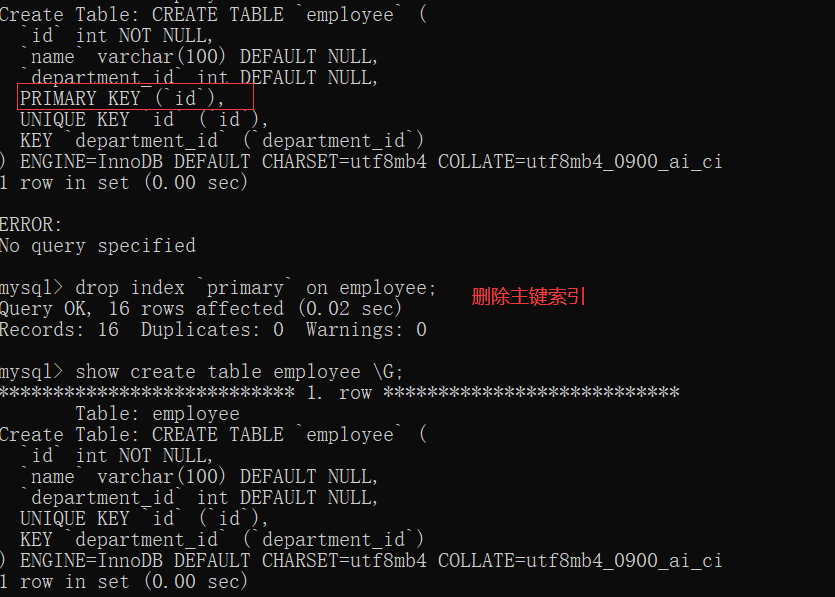 Create Table: CREATE TABLE `employee` (
`id` int NOT NULL,
`name` varchar(100) DEFAULT NULL,
`department_id` int DEFAULT NULL,
PRIMARY KEY (`id`),
UNIQUE KEY `id` (`id`),
KEY `department_id` (`department_id`)
) ENGINE=InnoDB DEFAULT CHARSET=utf8mb4 COLLATE=utf8mb4_0900_ai_ci
1 row in set (0.00 sec)
ERROR:
No query specified
mysql> drop index `primary` on employee; 删除主键索引
Query OK, 16 rows affected (0.02 sec)
Records: 16  Duplicates: 0  Warnings: 0
mysql> show create table employee \G;
*************************** 1. row ***************************
Table: employee
Create Table: CREATE TABLE `employee` (
`id` int NOT NULL,
`name` varchar(100) DEFAULT NULL,
`department_id` int DEFAULT NULL,
UNIQUE KEY `id` (`id`),
KEY `department_id` (`department_id`)
) ENGINE=InnoDB DEFAULT CHARSET=utf8mb4 COLLATE=utf8mb4_0900_ai_ci
1 row in set (0.00 sec)